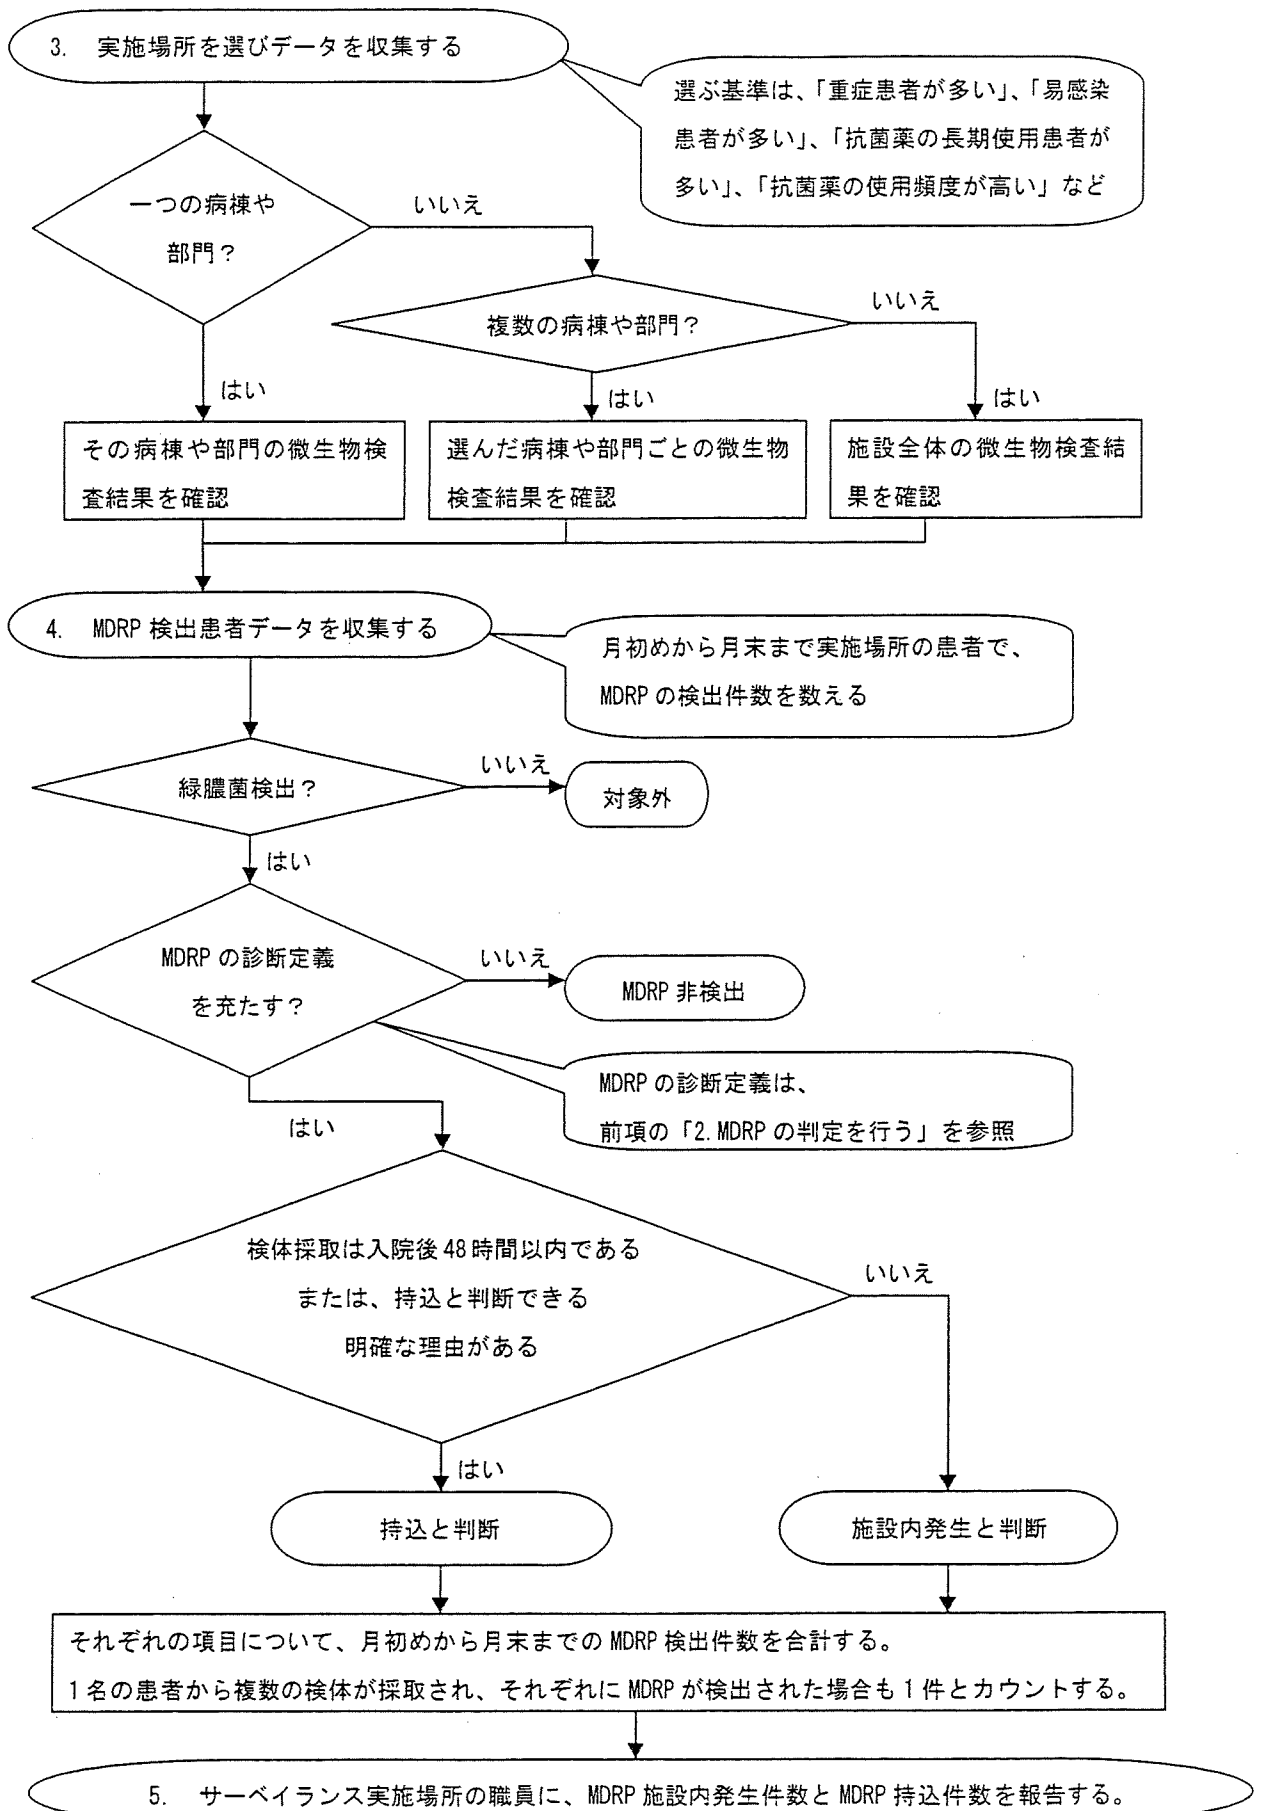 3. 実施場所を選びデータを収集する
選ぶ基準は、「重症患者が多い」、「易感染
患者が多い」、「抗菌薬の長期使用患者が
多い」、「抗菌薬の使用頻度が高い」など
一つの病棟や
部門？
いいえ
複数の病棟や部門？
いいえ
はい
はい
はい
その病棟や部門の微生物検
査結果を確認
選んだ病棟や部門ごとの微生物
検査結果を確認
施設全体の微生物検査結
果を確認
4. MDRP 検出患者データを収集する
月初めから月末まで実施場所の患者で、
MDRP の検出件数を数える
緑膿菌検出？
いいえ
対象外
はい
MDRP の診断定義
を充たす？
いいえ
MDRP 非検出
MDRP の診断定義は、
前項の「2. MDRP の判定を行う」を参照
はい
検体採取は入院後 48 時間以内である
または、持込と判断できる
明確な理由がある
いいえ
はい
持込と判断
施設内発生と判断
それぞれの項目について、月初めから月末までの MDRP 検出件数を合計する。
1 名の患者から複数の検体が採取され、それぞれに MDRP が検出された場合も 1 件とカウントする。
5. サーベイランス実施場所の職員に、MDRP 施設内発生件数と MDRP 持込件数を報告する。